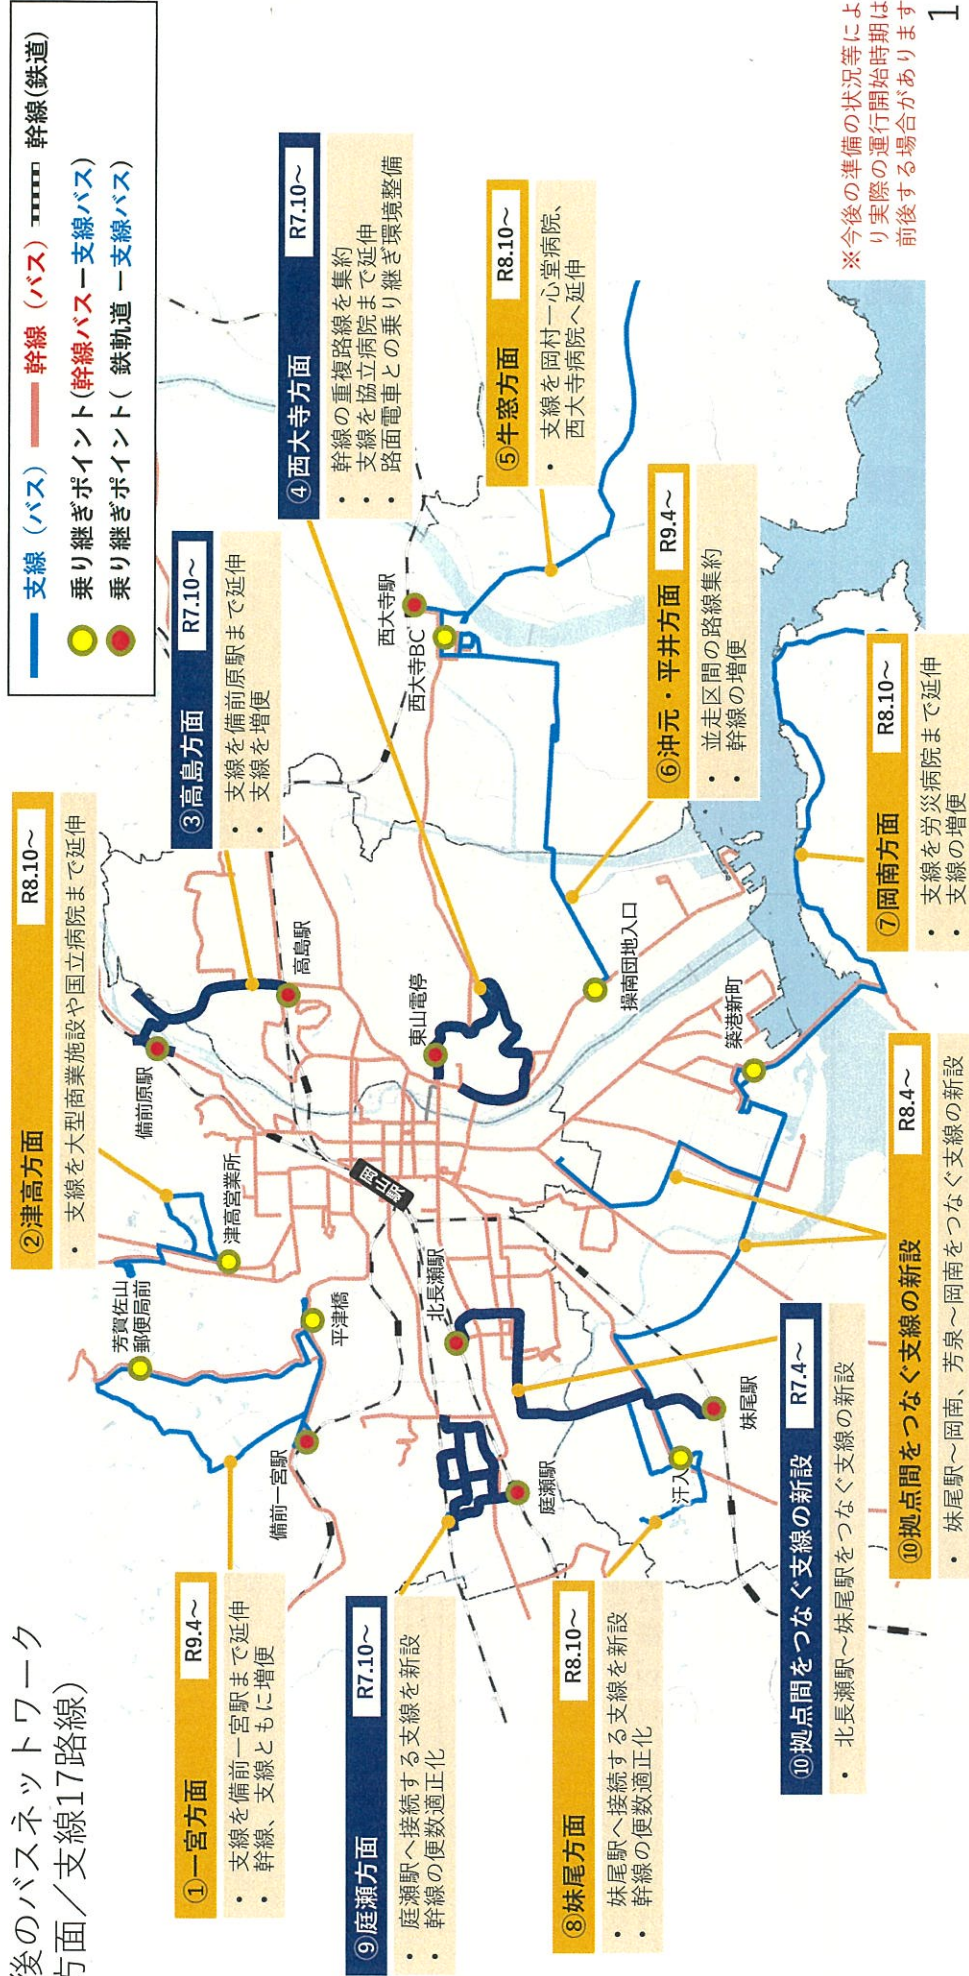 後のバスネットワーク
方面／支線17路線）
支線（バス） 幹線（バス） 幹線(鉄道)
乗り継ぎポイント(幹線バスー支線バス)
乗り継ぎポイント( 鉄軌道 ー支線バス)
①一宮方面 R9.4～
・ 支線を備前一宮駅まで延伸
・ 幹線、支線ともに増便
②津高方面 R8.10～
・ 支線を大型商業施設や国立病院まで延伸
③高島方面 R7.10～
・ 支線を備前原駅まで延伸
・ 支線を増便
④西大寺方面 R7.10～
・ 幹線の重複路線を集約
・ 支線を協立病院まで延伸
・ 路面電車との乗り継ぎ環境整備
⑤牛窓方面 R8.10～
・ 支線を岡村一心堂病院、
西大寺病院へ延伸
⑥沖元・平井方面 R9.4～
・ 並走区間の路線集約
・ 幹線の増便
⑦岡南方面 R8.10～
・ 支線を労災病院まで延伸
・ 支線の増便
⑧妹尾方面 R8.10～
・ 妹尾駅へ接続する支線を新設
・ 幹線の便数適正化
⑨庭瀬方面 R7.10～
・ 庭瀬駅へ接続する支線を新設
・ 幹線の便数適正化
⑩拠点間をつなぐ支線の新設 R7.4～
・ 北長瀬駅～妹尾駅をつなぐ支線の新設
⑩拠点間をつなぐ支線の新設 R8.4～
・ 妹尾駅～岡南、芳泉～岡南をつなぐ支線の新設
芳賀佐山
郵便局前
津高営業所
備前原駅
高島駅
平津橋
備前一宮駅
岡山駅
北長瀬駅
東山電停
西大寺駅
西大寺BC
庭瀬駅
操南団地入口
汗入
妹尾駅
築港新町
※今後の準備の状況等によ
り実際の運行開始時期は
前後する場合があります
1